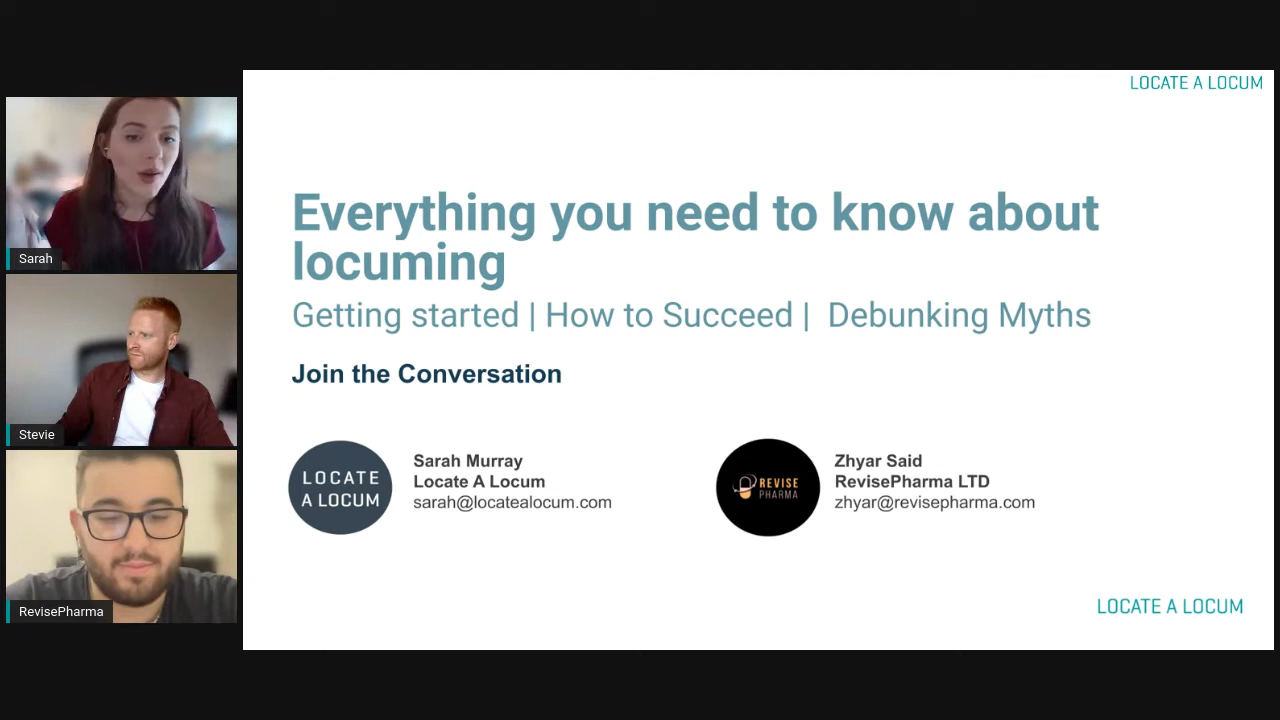 LOCATE A LOCUM
Everything you need to know about
locuming
Getting started | How to Succeed | Debunking Myths
Join the Conversation
LOCATE
A LOCUM
Sarah Murray
Locate A Locum
sarah@locatealocum.com
REVISE
PHARMA
Zhyar Said
RevisePharma LTD
zhyar@revisepharma.com
LOCATE A LOCUM
Sarah
Stevie
RevisePharma